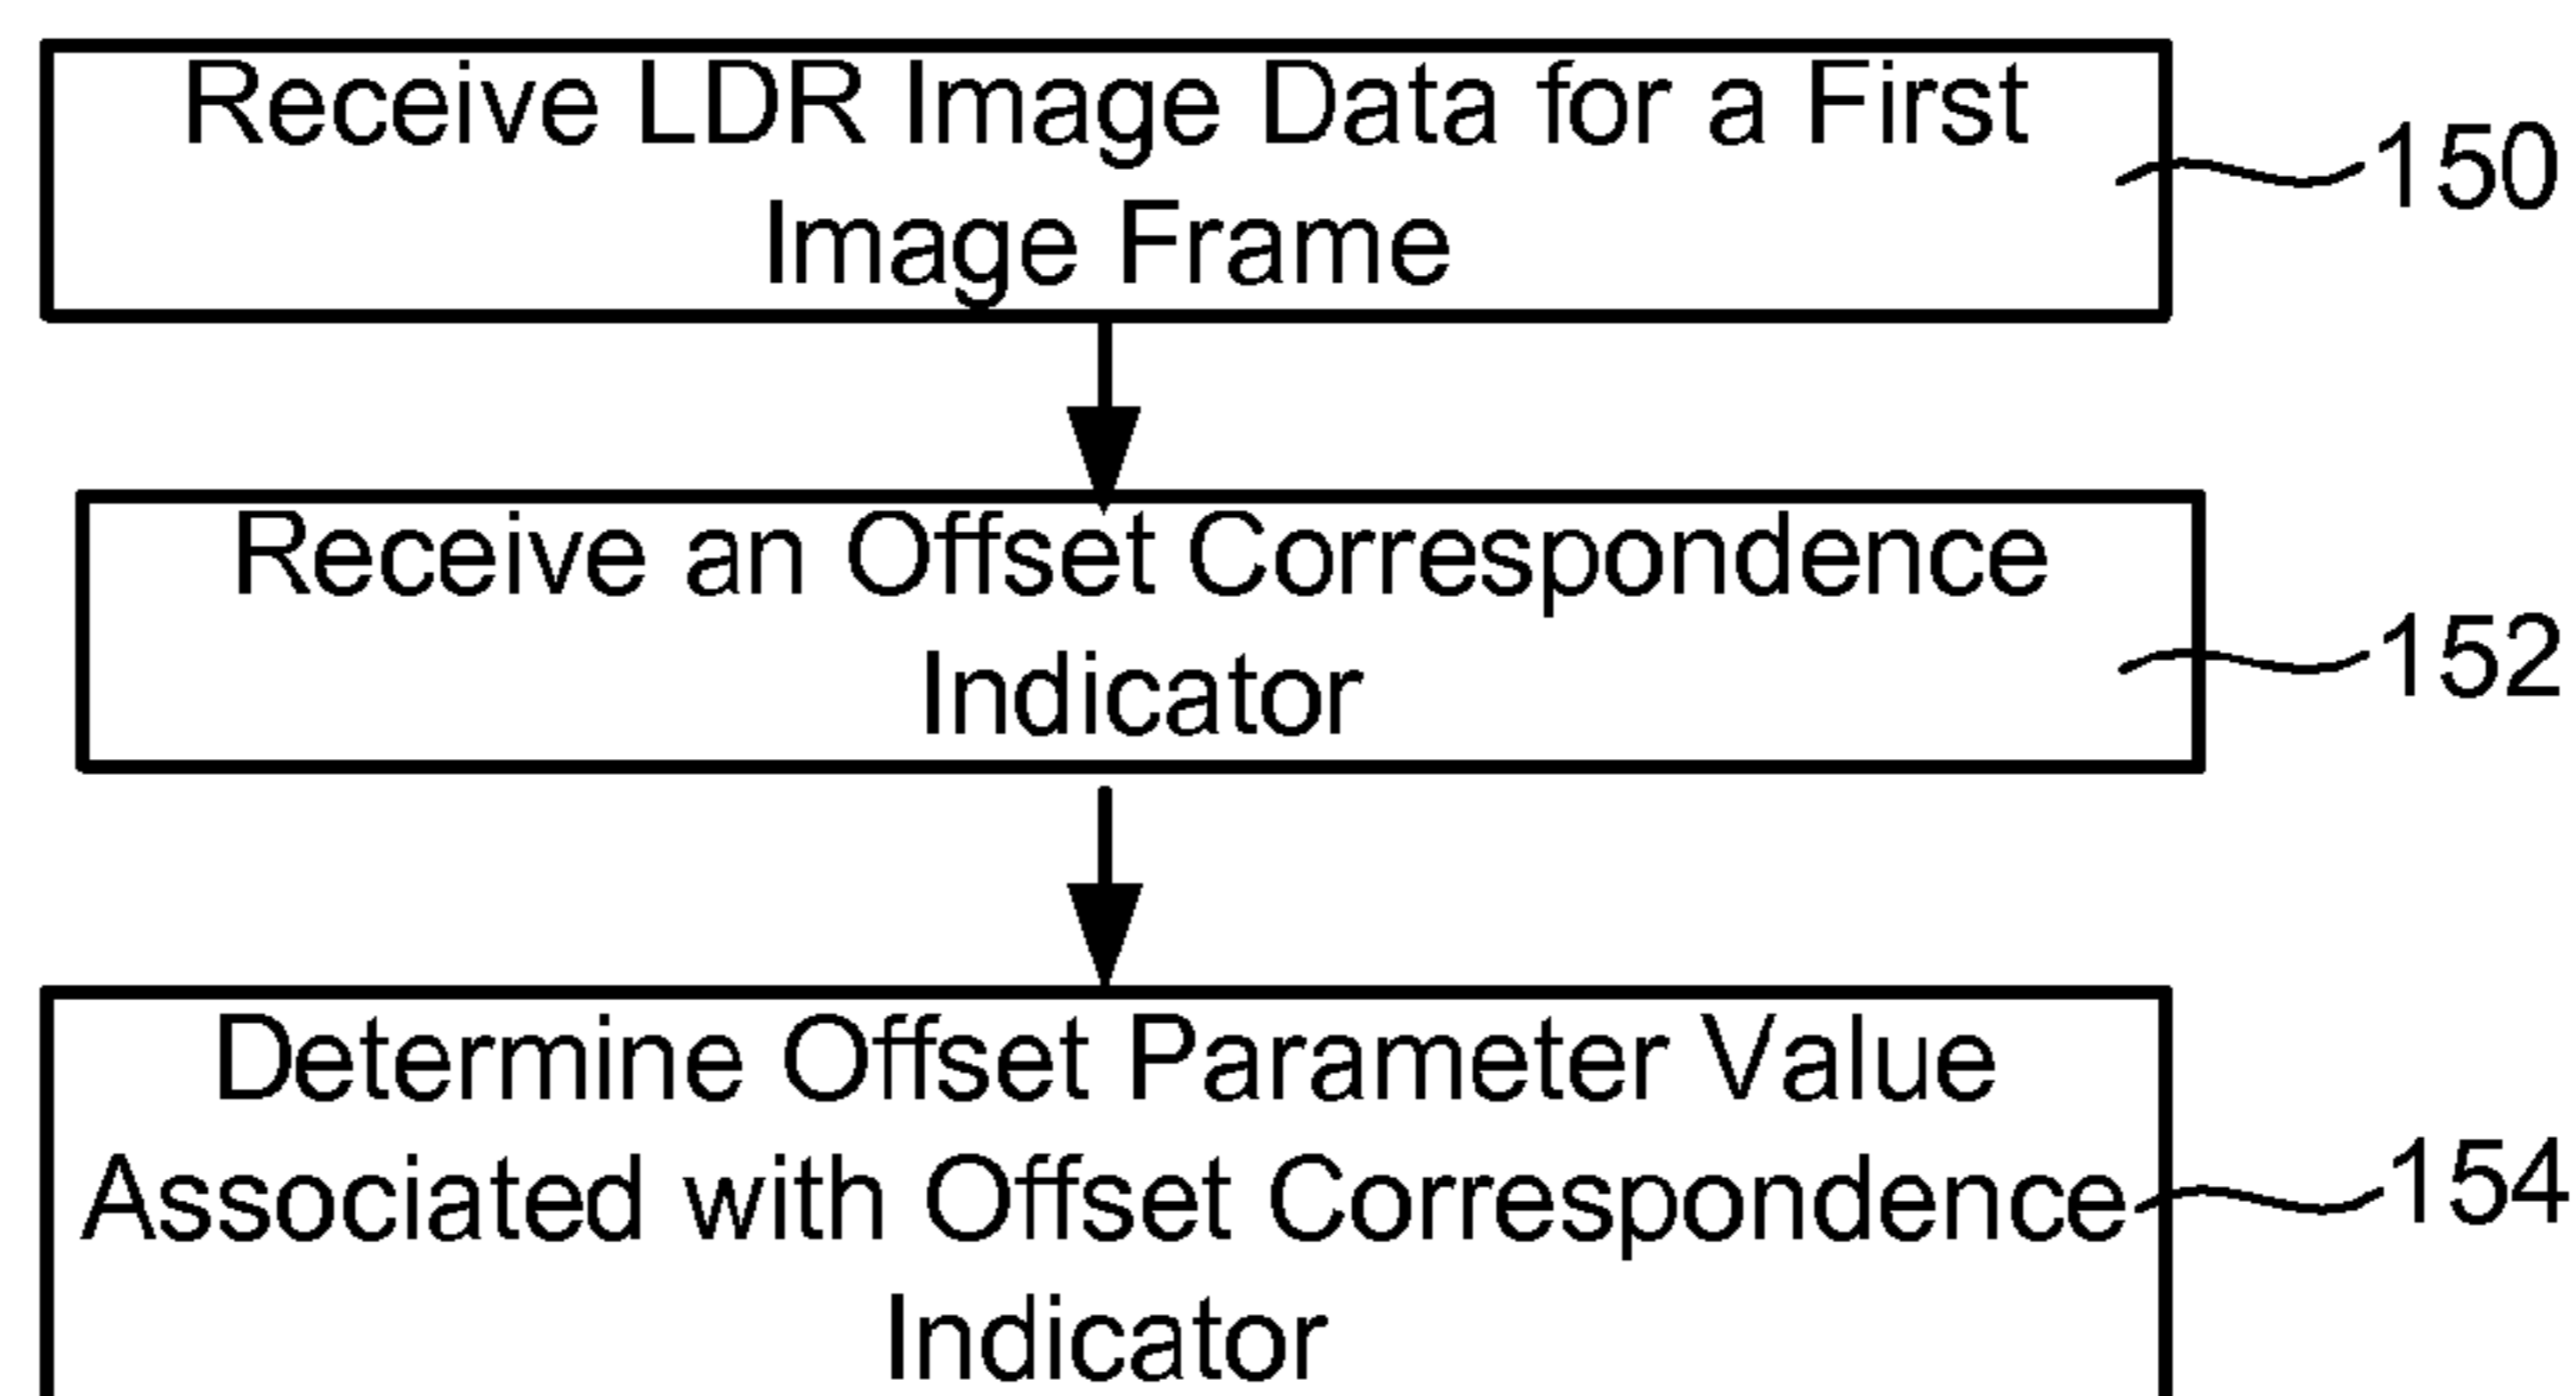 Receive LDR Image Data for a First
Image Frame
150
Receive an Offset Correspondence
Indicator
152
Determine Offset Parameter Value
Associated with Offset Correspondence
Indicator
154